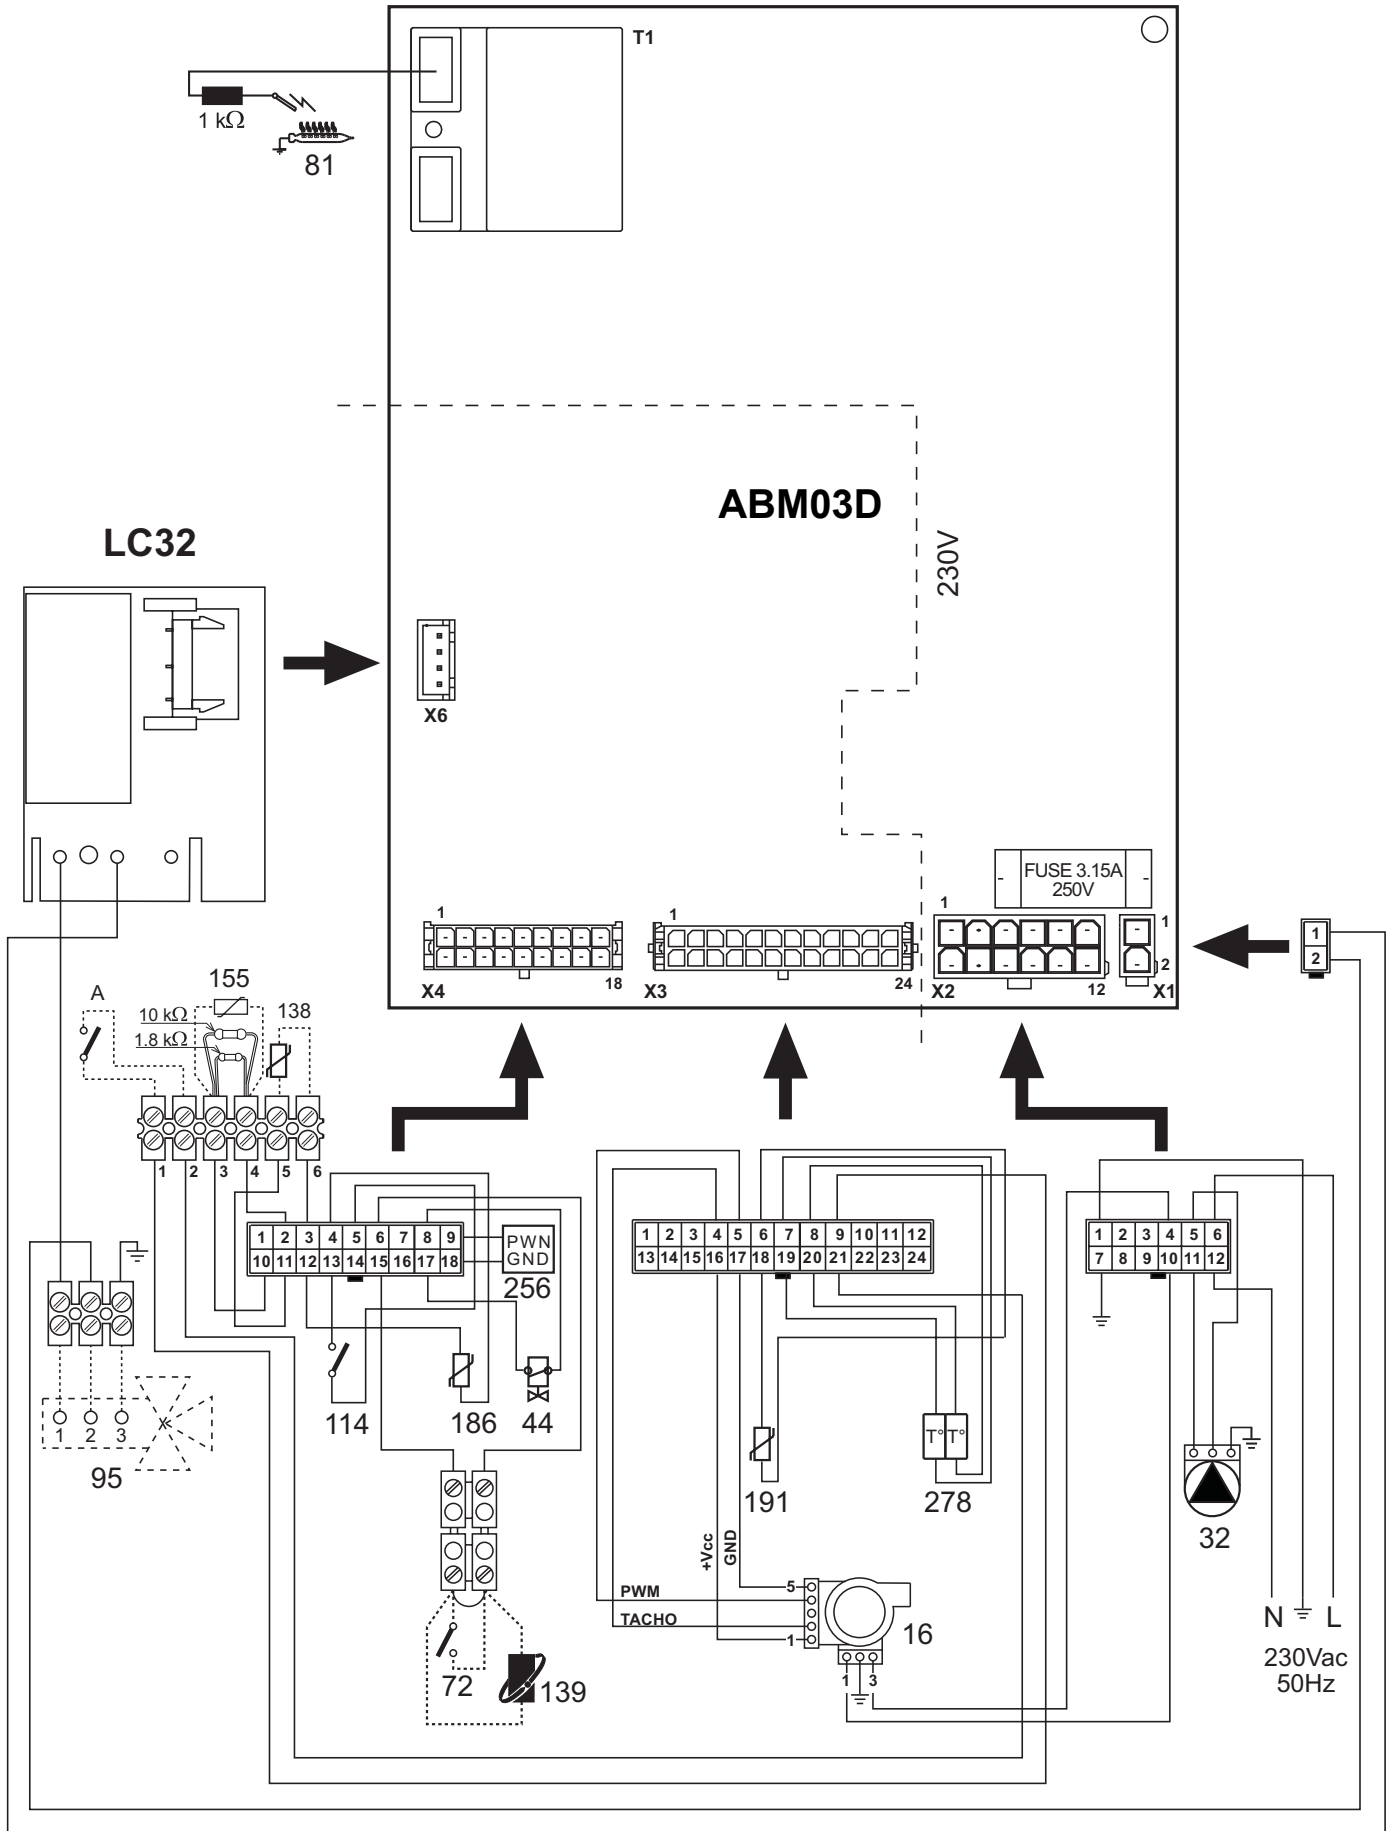 T1
1 kΩ
81
ABM03D
230V
LC32
X6
FUSE 3.15A
250V
1
1
1
1
2
1
2
X4
18
X3
24
X2
12
X1
A
155
10 kΩ
138
1.8 kΩ
1 2 3 4 5 6
1 2 3 4 5 6 7 8 9
10 11 12 13 14 15 16 17 18
PWN
GND
256
1 2 3 4 5 6 7 8 9 10 11 12
13 14 15 16 17 18 19 20 21 22 23 24
1 2 3 4 5 6
7 8 9 10 11 12
114
186
44
1 2 3
95
T° T°
191
278
32
+Vcc
GND
PWM
TACHO
5
1
16
1 3
72
139
N L
230Vac
50Hz